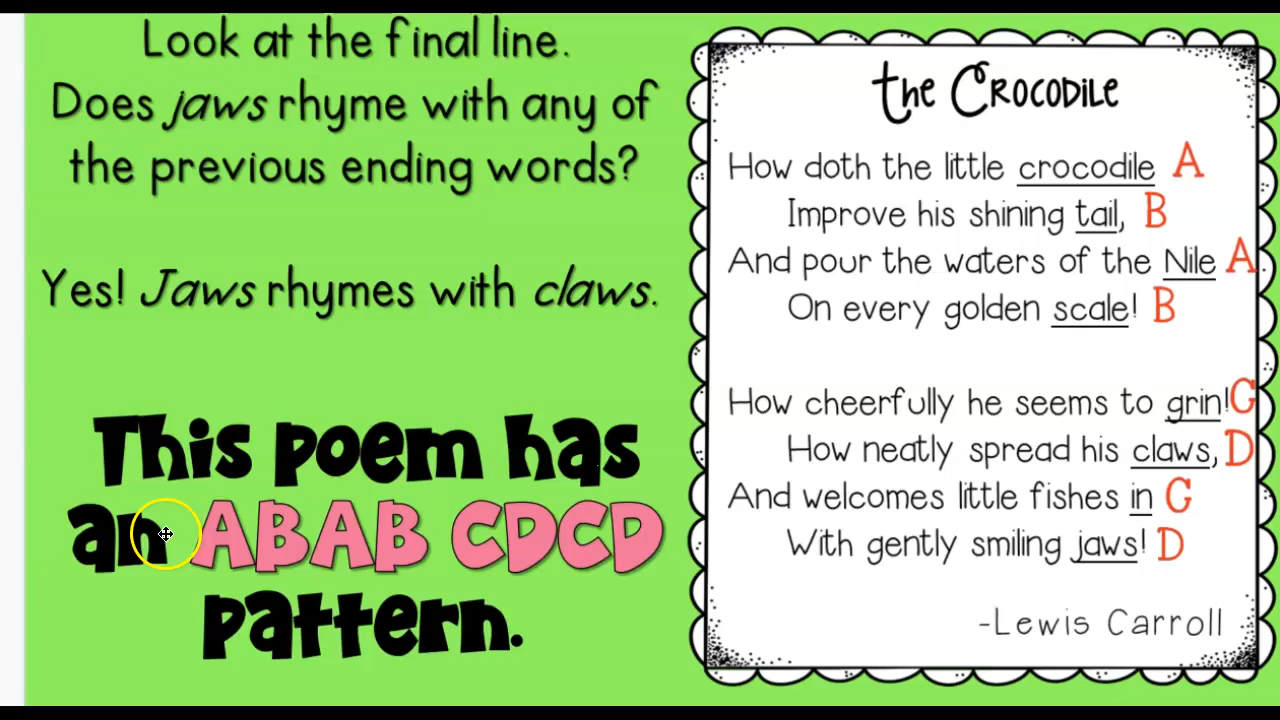 Look at the final line.
Does jaws rhyme with any of
the previous ending words?
Yes! Jaws rhymes with claws.
This poem has
an ABAB CDCD
pattern.
the Crocodile
How doth the little crocodile A
Improve his shining tail, B
And pour the waters of the Nile A.
On every golden scale! B
How cheerfully he seems to grin! C
How neatly spread his claws, D
And welcomes little fishes in C
With gently smiling jaws! D
-Lewis Carroll